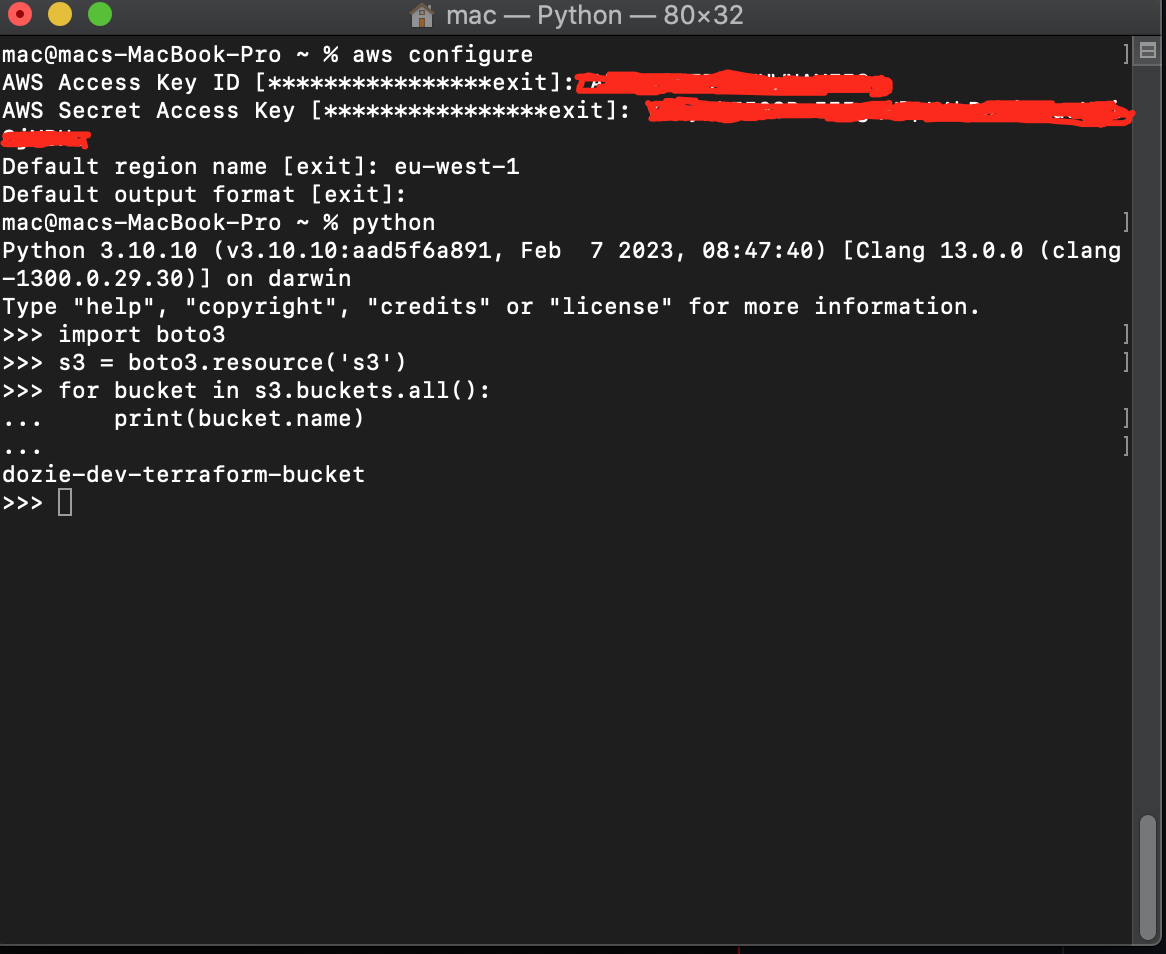 mac — Python — 80×32
mac@macs-MacBook-Pro ~ % aws configure
AWS Access Key ID [****************exit]:
AWS Secret Access Key [****************exit]:
Default region name [exit]: eu-west-1
Default output format [exit]:
mac@macs-MacBook-Pro ~ % python
Python 3.10.10 (v3.10.10:aad5f6a891, Feb  7 2023, 08:47:40) [Clang 13.0.0 (clang
-1300.0.29.30)] on darwin
Type "help", "copyright", "credits" or "license" for more information.
>>> import boto3
>>> s3 = boto3.resource('s3')
>>> for bucket in s3.buckets.all():
...     print(bucket.name)
...
dozie-dev-terraform-bucket
>>>